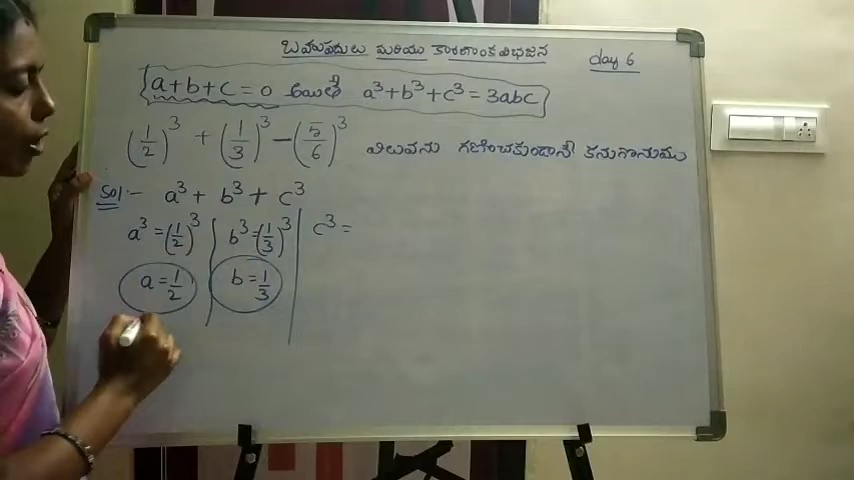 బహుపదులు మరియు కారణాంక విభజన day 6
a+b+c=0 అయితే a³+b³+c³=3abc
(1/2)³ + (1/3)³ − (5/6)³ విలువను గణించకుండానే కనుగొనుము
Sol:- a³+ b³+ c³
a³=(1/2)³ b³=(1/3)³ c³=
a=1/2 b=1/3